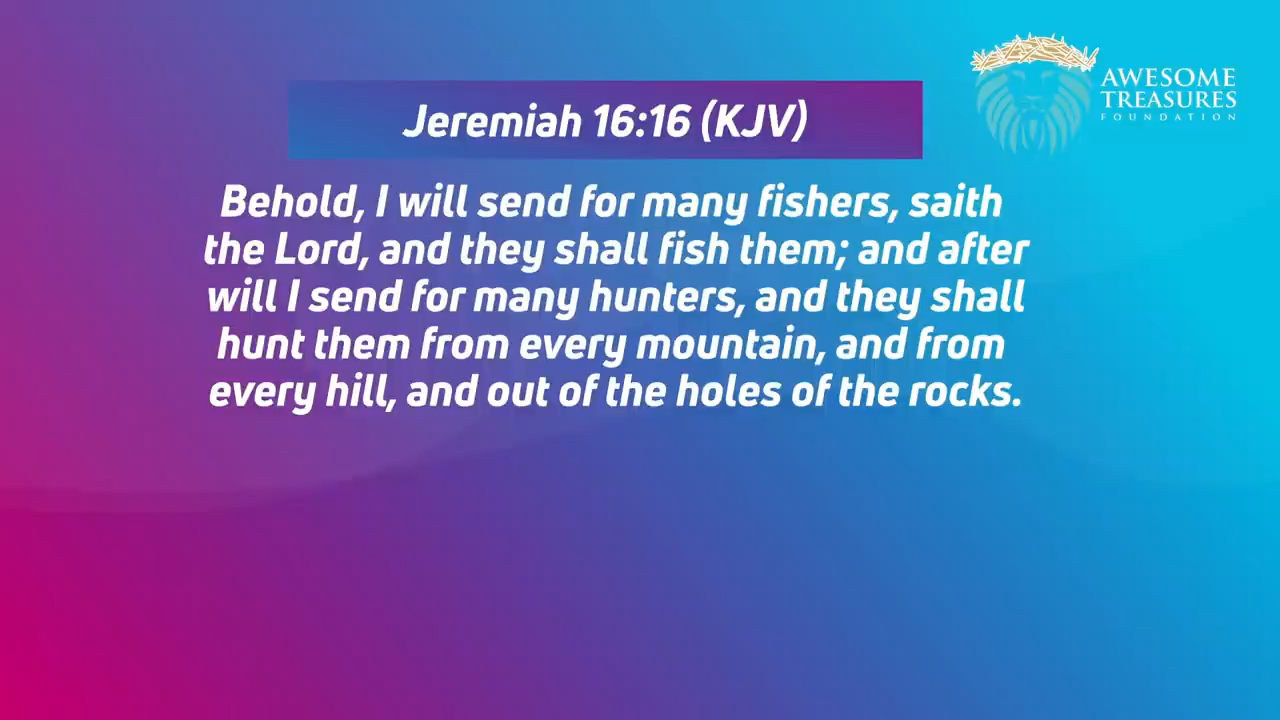 AWESOME
TREASURES
FOUNDATION
Jeremiah 16:16 (KJV)
Behold, I will send for many fishers, saith
the Lord, and they shall fish them; and after
will I send for many hunters, and they shall
hunt them from every mountain, and from
every hill, and out of the holes of the rocks.